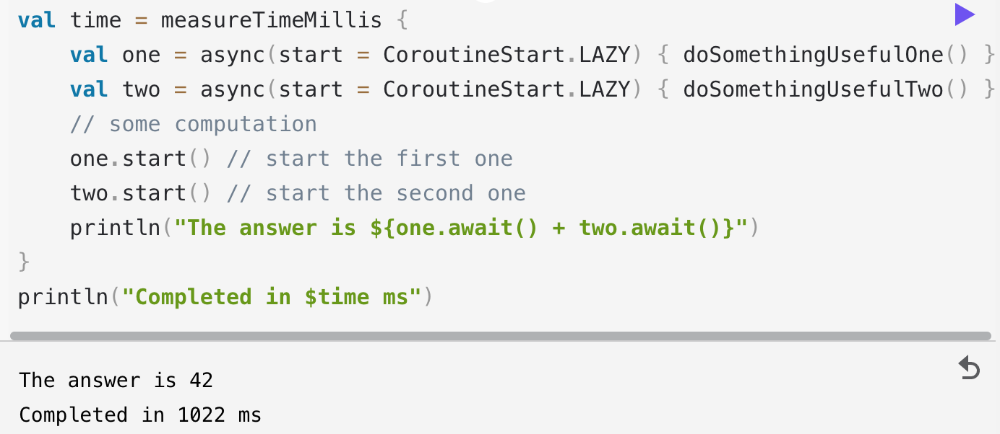 val time = measureTimeMillis {
    val one = async(start = CoroutineStart.LAZY) { doSomethingUsefulOne() }
    val two = async(start = CoroutineStart.LAZY) { doSomethingUsefulTwo() }
    // some computation
    one.start() // start the first one
    two.start() // start the second one
    println("The answer is ${one.await() + two.await()}")
}
println("Completed in $time ms")
The answer is 42
Completed in 1022 ms